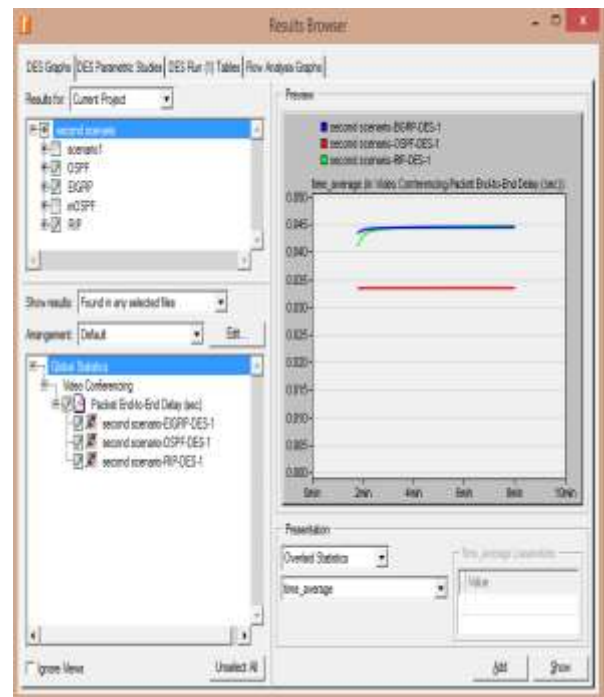 Results Browser
DES Graphs DES Parametric Studies DES Run (1) Tables Flow Analysis Graphs
Results for: Current Project
second scenario
scenario1
OSPF
EIGRP
mOSPF
RIP
Show results: Found in any selected files
Arrangement: Default Edit...
Global Statistics
Video Conferencing
Packet End-to-End Delay (sec)
second scenario-EIGRP-DES-1
second scenario-OSPF-DES-1
second scenario-RIP-DES-1
Ignore Views Unselect All
Preview
second scenario-EIGRP-DES-1
second scenario-OSPF-DES-1
second scenario-RIP-DES-1
time_average (in Video Conferencing.Packet End-to-End Delay (sec))
0.050
0.045
0.040
0.035
0.030
0.025
0.020
0.015
0.010
0.005
0.000
0min 2min 4min 6min 8min 10min
Presentation
Overlaid Statistics
time_average
time_average parameters
Value
Add Show